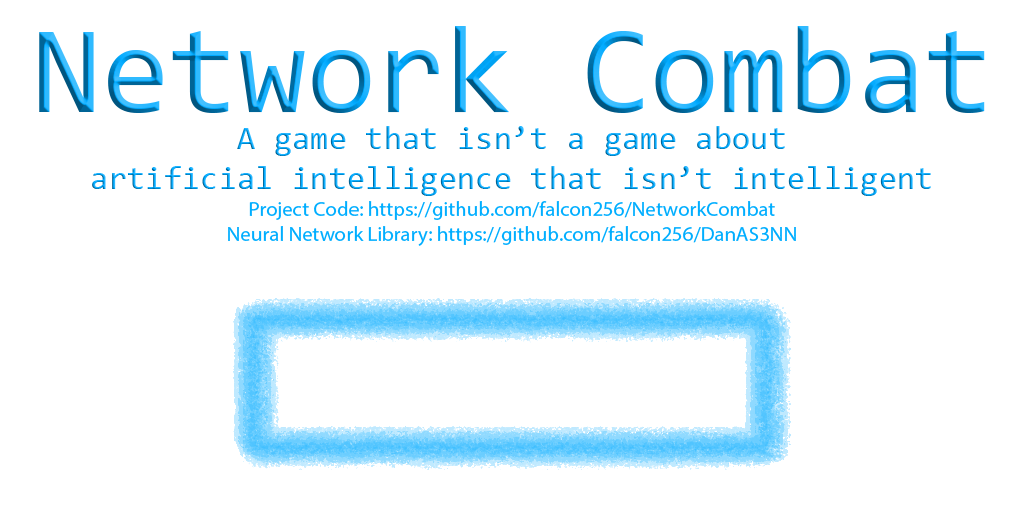 Network Combat
A game that isn’t a game about
artificial intelligence that isn’t intelligent
Project Code: https://github.com/falcon256/NetworkCombat
Neural Network Library: https://github.com/falcon256/DanAS3NN